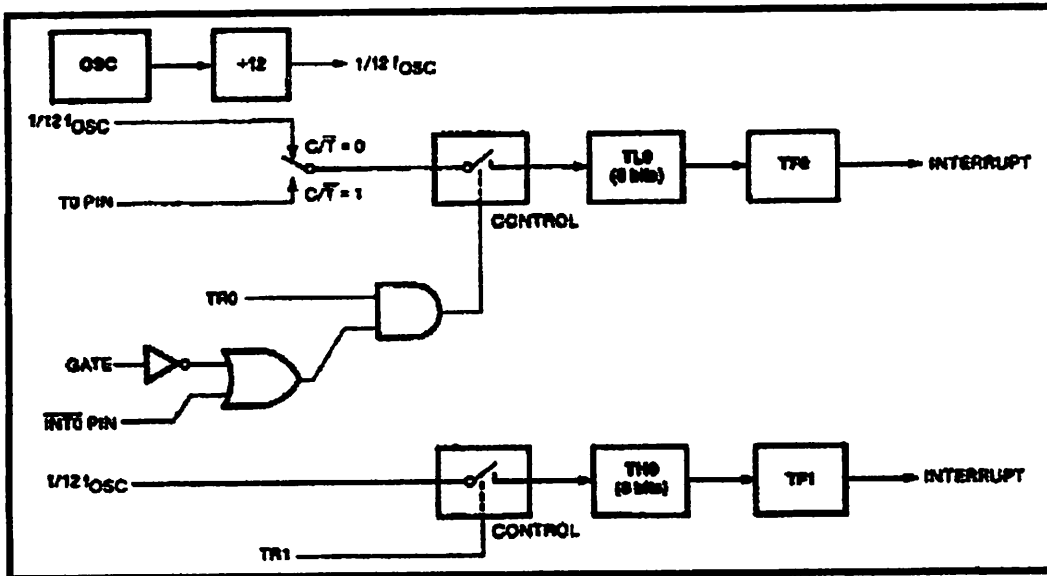 OSC
÷12
1/12 fOSC
1/12 fOSC
C/T̅ = 0
TL0
(8 bits)
TF0
INTERRUPT
T0 PIN
C/T̅ = 1
CONTROL
TR0
GATE
I̅N̅T̅0̅ PIN
1/12 fOSC
TH0
(8 bits)
TF1
INTERRUPT
CONTROL
TR1